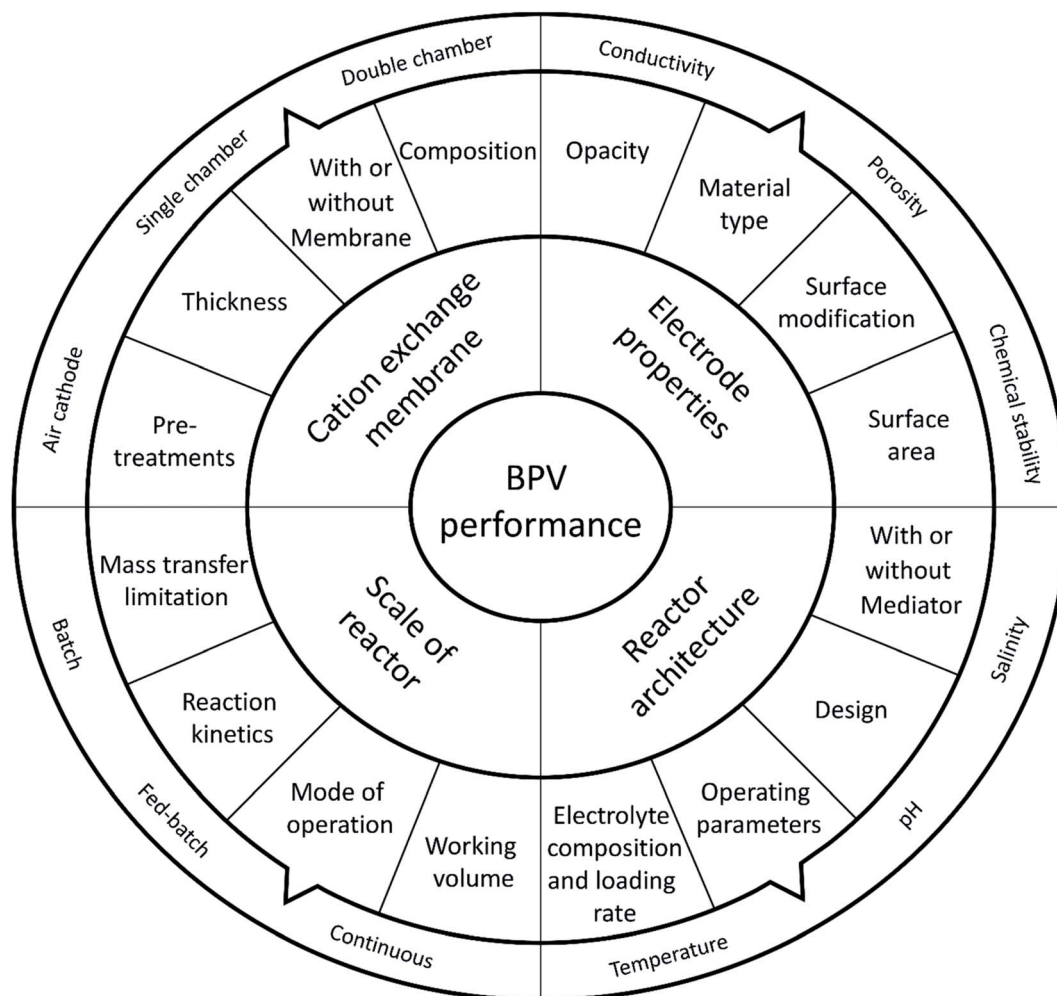 Double chamber
Conductivity
Single chamber
Porosity
Air cathode
Chemical stability
With or
without
Membrane
Composition
Opacity
Material
type
Thickness
Surface
modification
Pre-
treatments
Surface
area
Cation exchange
membrane
Electrode
properties
BPV
performance
Scale of
reactor
Reactor
architecture
Mass transfer
limitation
With or
without
Mediator
Reaction
kinetics
Design
Mode of
operation
Working
volume
Electrolyte
composition
and loading
rate
Operating
parameters
Batch
Salinity
Fed-batch
pH
Continuous
Temperature